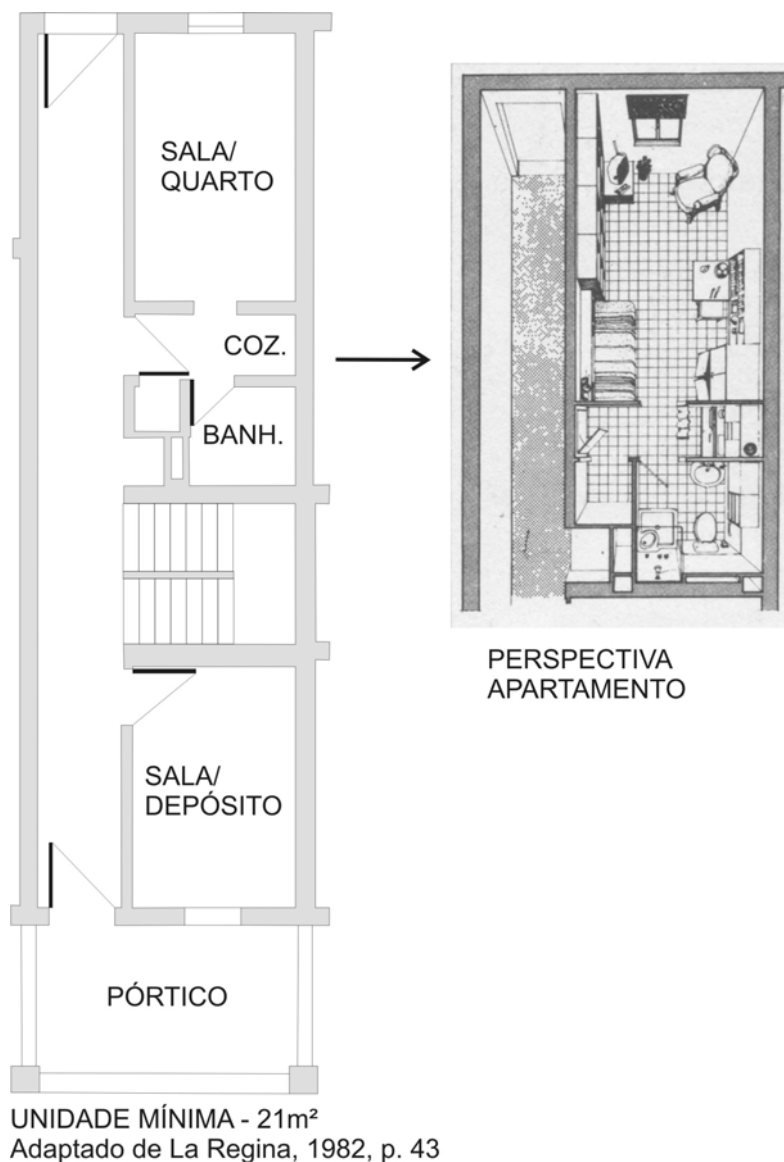 SALA/
QUARTO
COZ.
BANH.
SALA/
DEPÓSITO
PÓRTICO
PERSPECTIVA
APARTAMENTO
UNIDADE MÍNIMA - 21m²
Adaptado de La Regina, 1982, p. 43